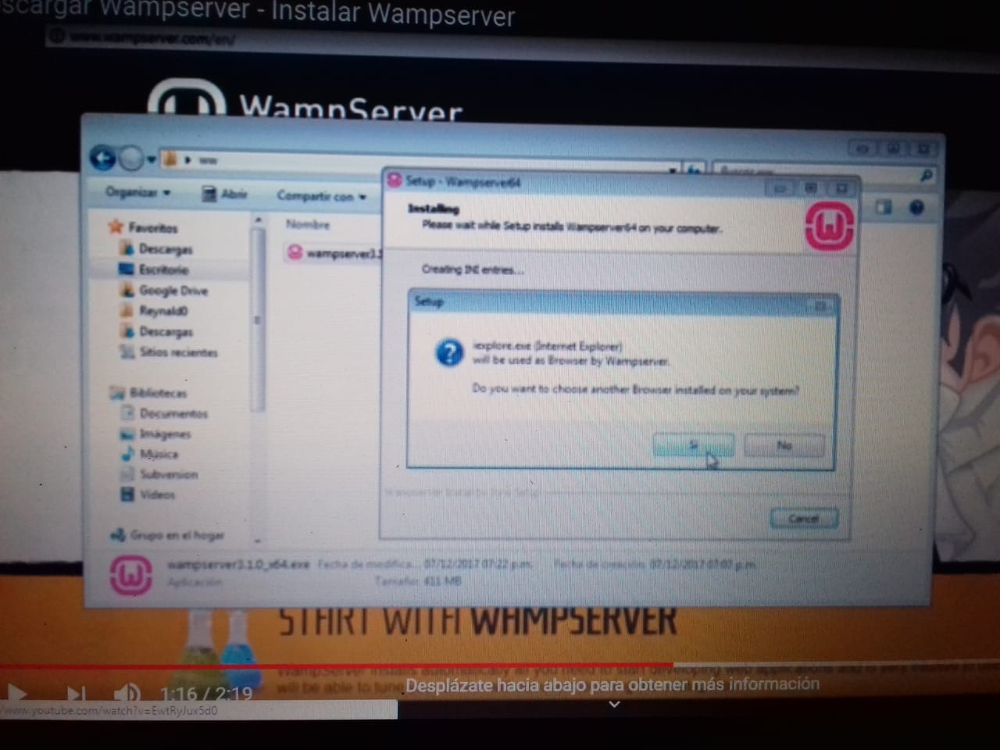 scargar Wampserver - Instalar Wampserver
www.wampserver.com/en/
WampServer
ww
Organizar
Abrir
Compartir con
Favoritos
Descargas
Escritorio
Google Drive
Reynald0
Descargas
Sitios recientes
Bibliotecas
Documentos
Imágenes
Música
Subversion
Vídeos
Grupo en el hogar
Nombre
wampserver3.1
Setup - Wampserver64
Installing
Please wait while Setup installs Wampserver64 on your computer.
Creating INI entries...
Setup
iexplore.exe (Internet Explorer)
will be used as Browser by Wampserver.
Do you want to choose another Browser installed on your system?
Sí
No
Cancel
wampserver3.1.0_x64.exe Fecha de modifica... 07/12/2017 07:22 p.m. Fecha de creación: 07/12/2017 07:07 p.m.
Aplicación Tamaño: 411 MB
START WITH WAMPSERVER
WampServer installs automatically all you need to start developing web applications and is very intuitive to
will be able to tune
1:16 / 2:19
Desplázate hacia abajo para obtener más información
/www.youtube.com/watch?v=EwtRyJux5d0